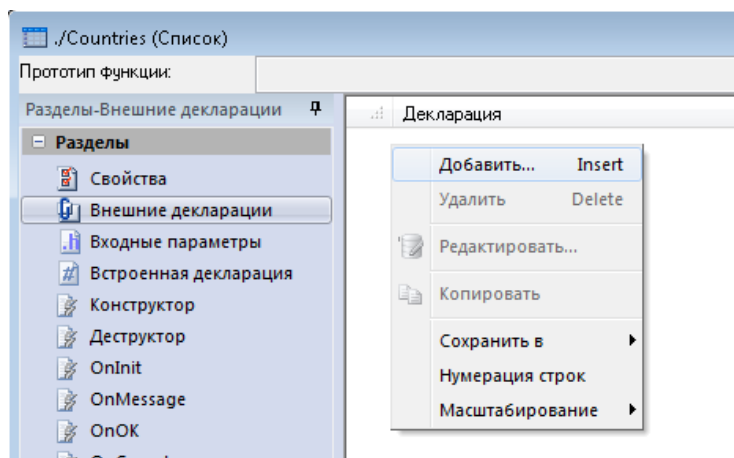 ./Countries (Список)
Прототип функции:
Разделы-Внешние декларации
Декларация
Разделы
Свойства
Внешние декларации
Входные параметры
Встроенная декларация
Конструктор
Деструктор
OnInit
OnMessage
OnOK
Добавить... Insert
Удалить Delete
Редактировать...
Копировать
Сохранить в
Нумерация строк
Масштабирование